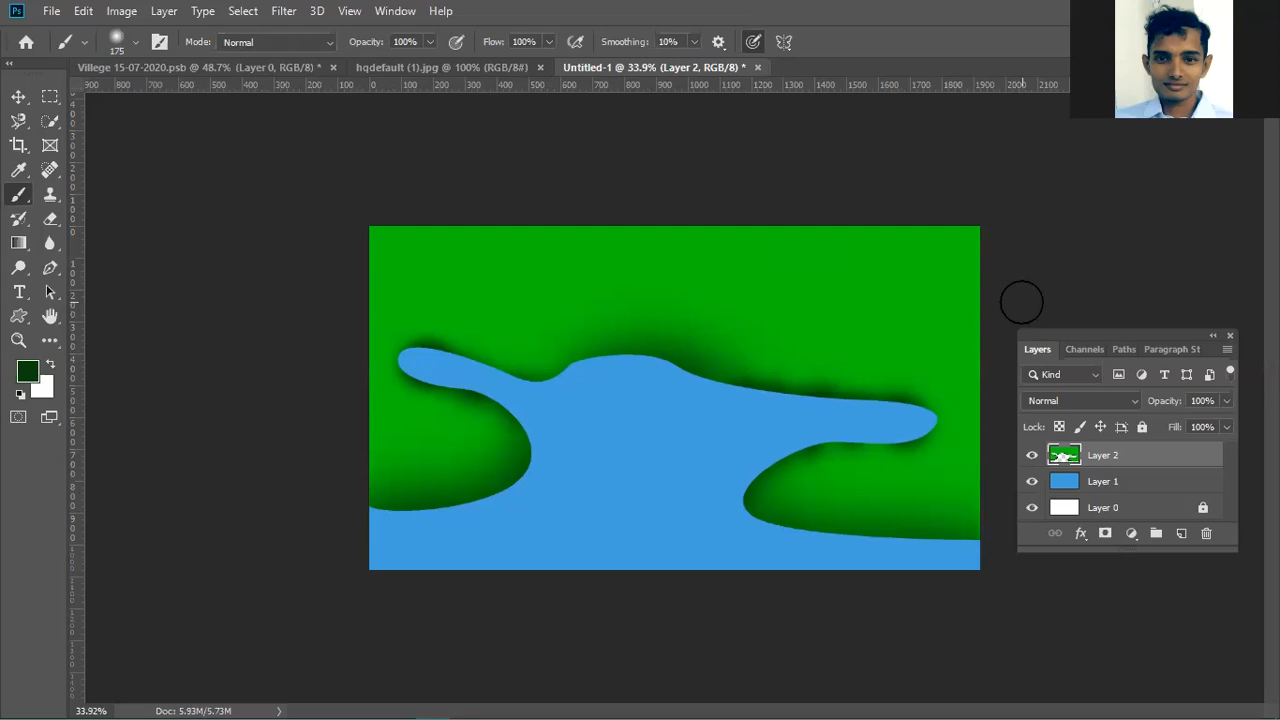 Ps File Edit Image Layer Type Select Filter 3D View Window Help
175 Mode: Normal Opacity: 100% Flow: 100% Smoothing: 10%
Villege 15-07-2020.psb @ 48.7% (Layer 0, RGB/8) * × hqdefault (1).jpg @ 100% (RGB/8#) × Untitled-1 @ 33.9% (Layer 2, RGB/8) * ×
900 800 700 600 500 400 300 200 100 0 100 200 300 400 500 600 700 800 900 1000 1100 1200 1300 1400 1500 1600 1700 1800 1900 2000 2100
Layers Channels Paths Paragraph St
Kind
Normal Opacity: 100%
Lock: Fill: 100%
Layer 2
Layer 1
Layer 0
fx
33.92% Doc: 5.93M/5.73M